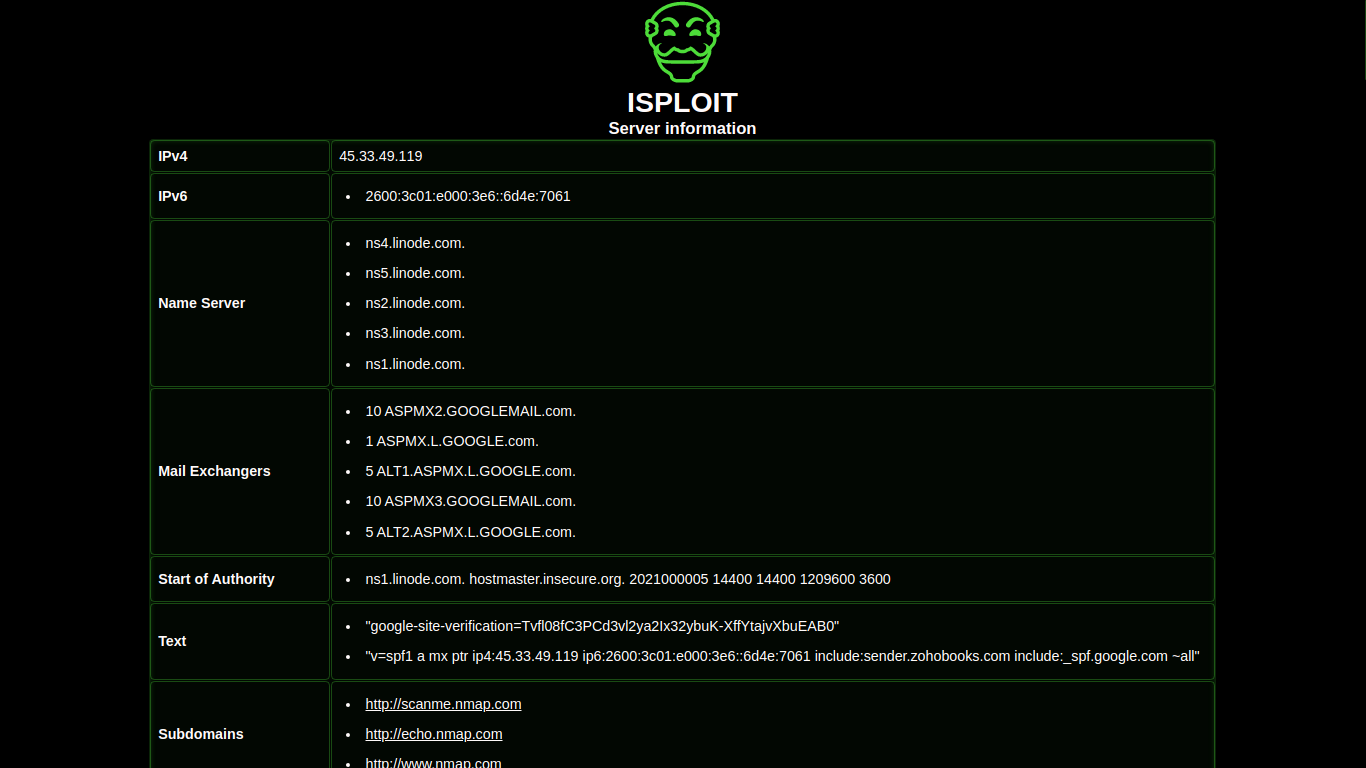 ISPLOIT
Server information
IPv4 45.33.49.119
IPv6 • 2600:3c01:e000:3e6::6d4e:7061
Name Server
• ns4.linode.com.
• ns5.linode.com.
• ns2.linode.com.
• ns3.linode.com.
• ns1.linode.com.
Mail Exchangers
• 10 ASPMX2.GOOGLEMAIL.com.
• 1 ASPMX.L.GOOGLE.com.
• 5 ALT1.ASPMX.L.GOOGLE.com.
• 10 ASPMX3.GOOGLEMAIL.com.
• 5 ALT2.ASPMX.L.GOOGLE.com.
Start of Authority • ns1.linode.com. hostmaster.insecure.org. 2021000005 14400 14400 1209600 3600
Text
• "google-site-verification=Tvfl08fC3PCd3vl2ya2Ix32ybuK-XffYtajvXbuEAB0"
• "v=spf1 a mx ptr ip4:45.33.49.119 ip6:2600:3c01:e000:3e6::6d4e:7061 include:sender.zohobooks.com include:_spf.google.com ~all"
Subdomains
• http://scanme.nmap.com
• http://echo.nmap.com
• http://www.nmap.com